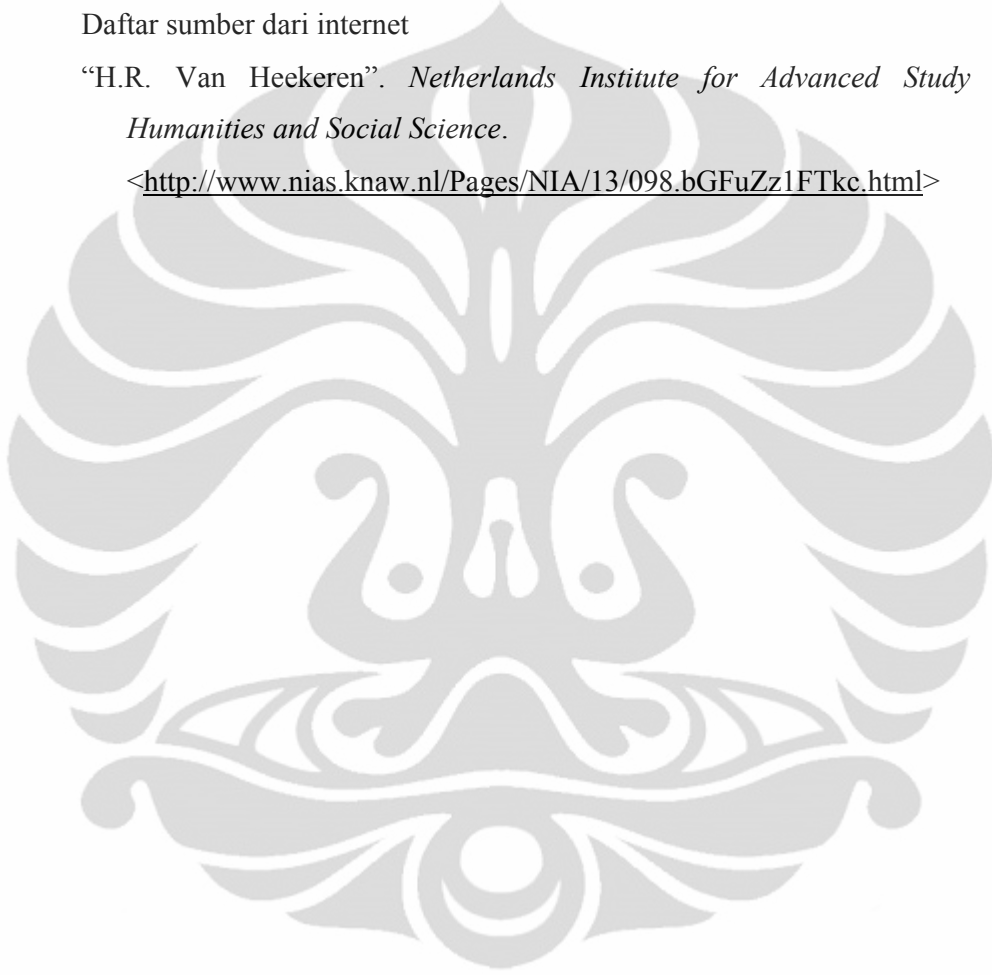 Daftar sumber dari internet
“H.R. Van Heekeren”. Netherlands Institute for Advanced Study
Humanities and Social Science.
<http://www.nias.knaw.nl/Pages/NIA/13/098.bGFuZz1FTkc.html>